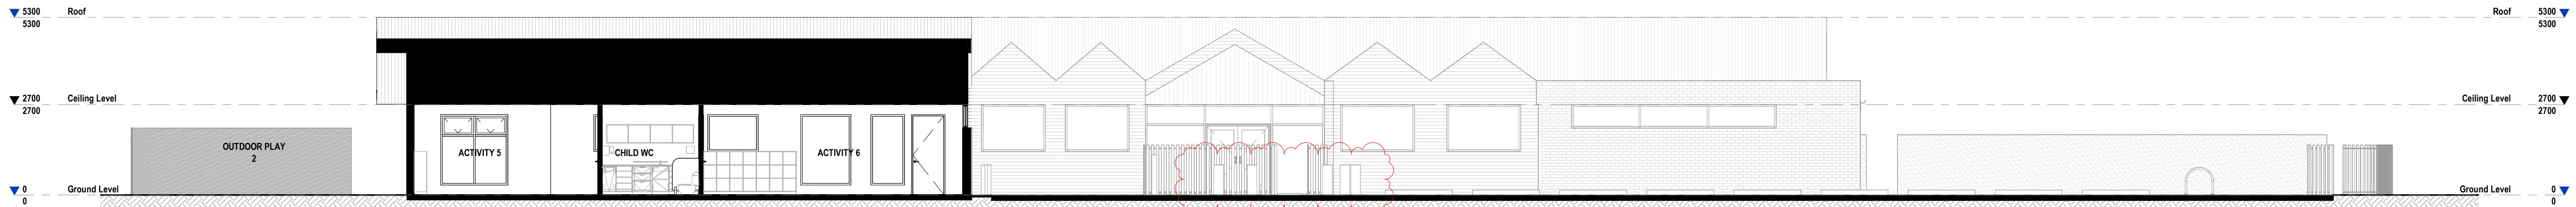 5300
5300
Roof
Roof
5300
5300
2700
2700
Ceiling Level
Ceiling Level
2700
2700
OUTDOOR PLAY
2
ACTIVITY 5
CHILD WC
ACTIVITY 6
0
0
Ground Level
Ground Level
0
0